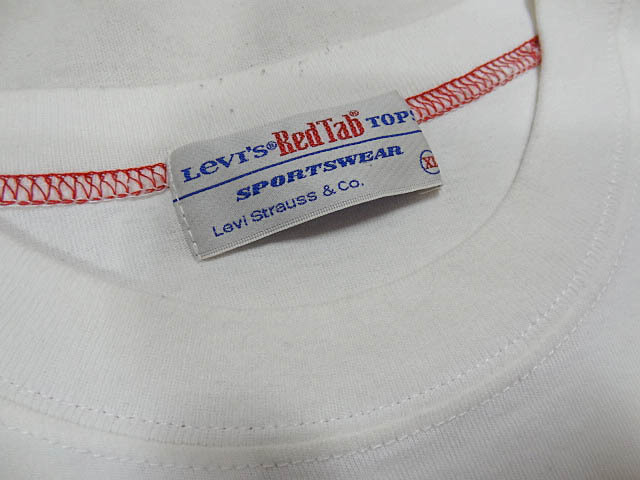 Levi's® Red Tab® TOPS
SPORTSWEAR XL
Levi Strauss & Co.